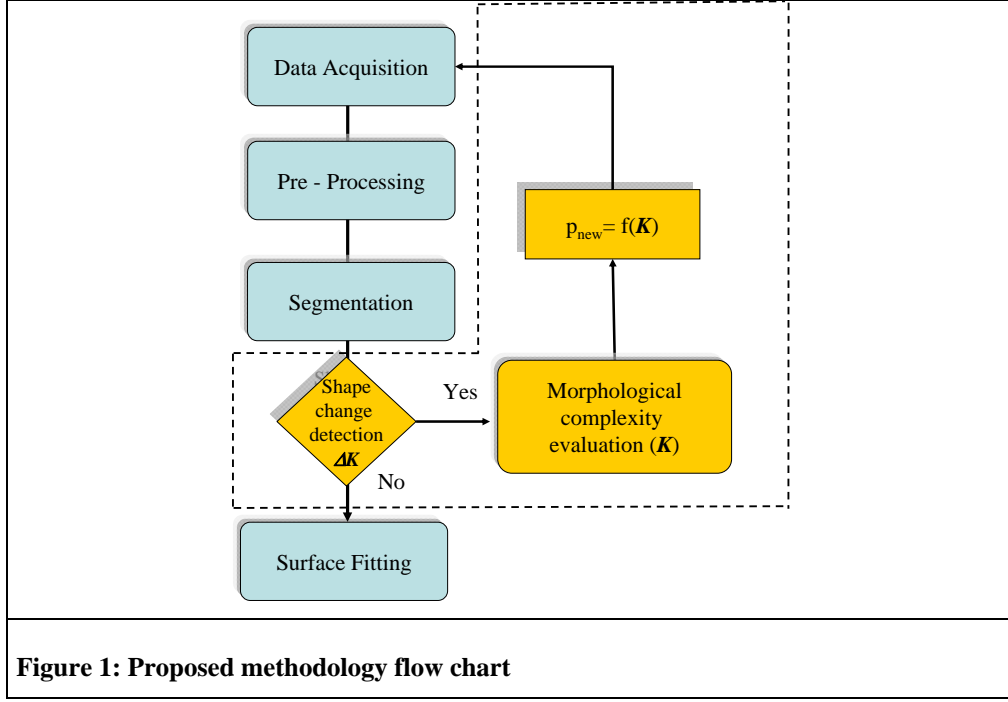 Data Acquisition
Pre - Processing
p_new= f(K)
Segmentation
Shape
change
detection
ΔK
Yes
Morphological
complexity
evaluation (K)
No
Surface Fitting
Figure 1: Proposed methodology flow chart